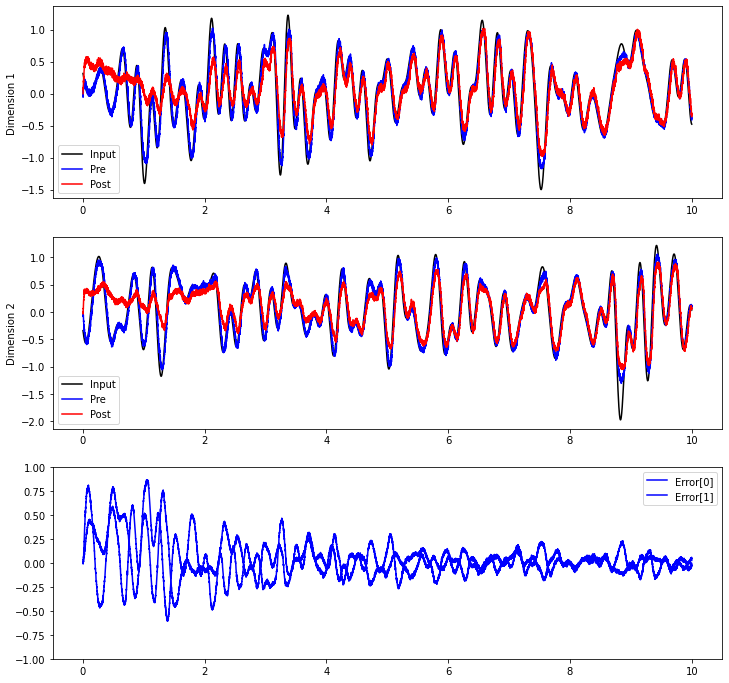 Dimension 1
1.0
0.5
0.0
−0.5
−1.0
−1.5
Input
Pre
Post
0 2 4 6 8 10
Dimension 2
1.0
0.5
0.0
−0.5
−1.0
−1.5
−2.0
Input
Pre
Post
0 2 4 6 8 10
1.00
0.75
0.50
0.25
0.00
−0.25
−0.50
−0.75
−1.00
Error[0]
Error[1]
0 2 4 6 8 10